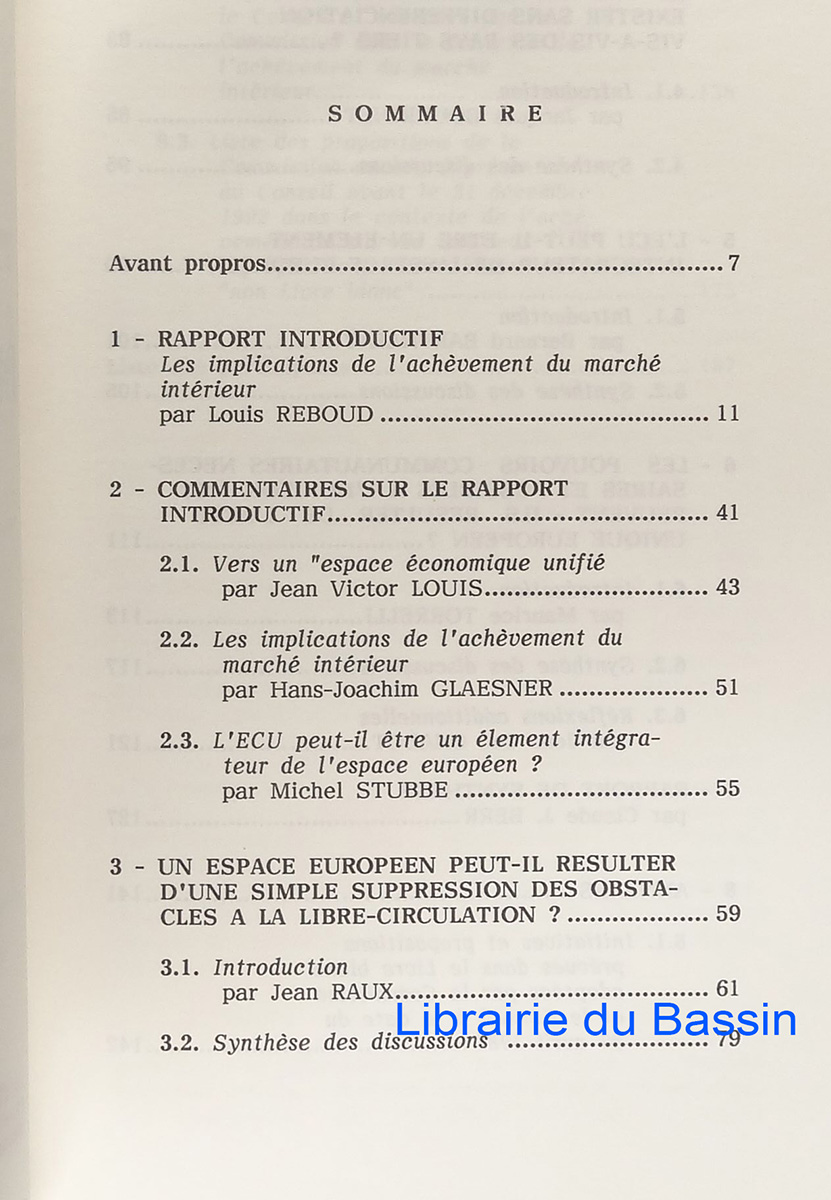 SOMMAIRE
Avant propros.......................................................... 7
1 - RAPPORT INTRODUCTIF
Les implications de l'achèvement du marché
intérieur
par Louis REBOUD ........................................... 11
2 - COMMENTAIRES SUR LE RAPPORT
INTRODUCTIF.................................................. 41
2.1. Vers un "espace économique unifié
par Jean Victor LOUIS............................. 43
2.2. Les implications de l'achèvement du
marché intérieur
par Hans-Joachim GLAESNER .................... 51
2.3. L'ECU peut-il être un élement intégra-
teur de l'espace européen ?
par Michel STUBBE ................................. 55
3 - UN ESPACE EUROPEEN PEUT-IL RESULTER
D'UNE SIMPLE SUPPRESSION DES OBSTA-
CLES A LA LIBRE-CIRCULATION ? ................... 59
3.1. Introduction
par Jean RAUX......................................... 61
Librairie du Bassin
3.2. Synthèse des discussions ........................... 79